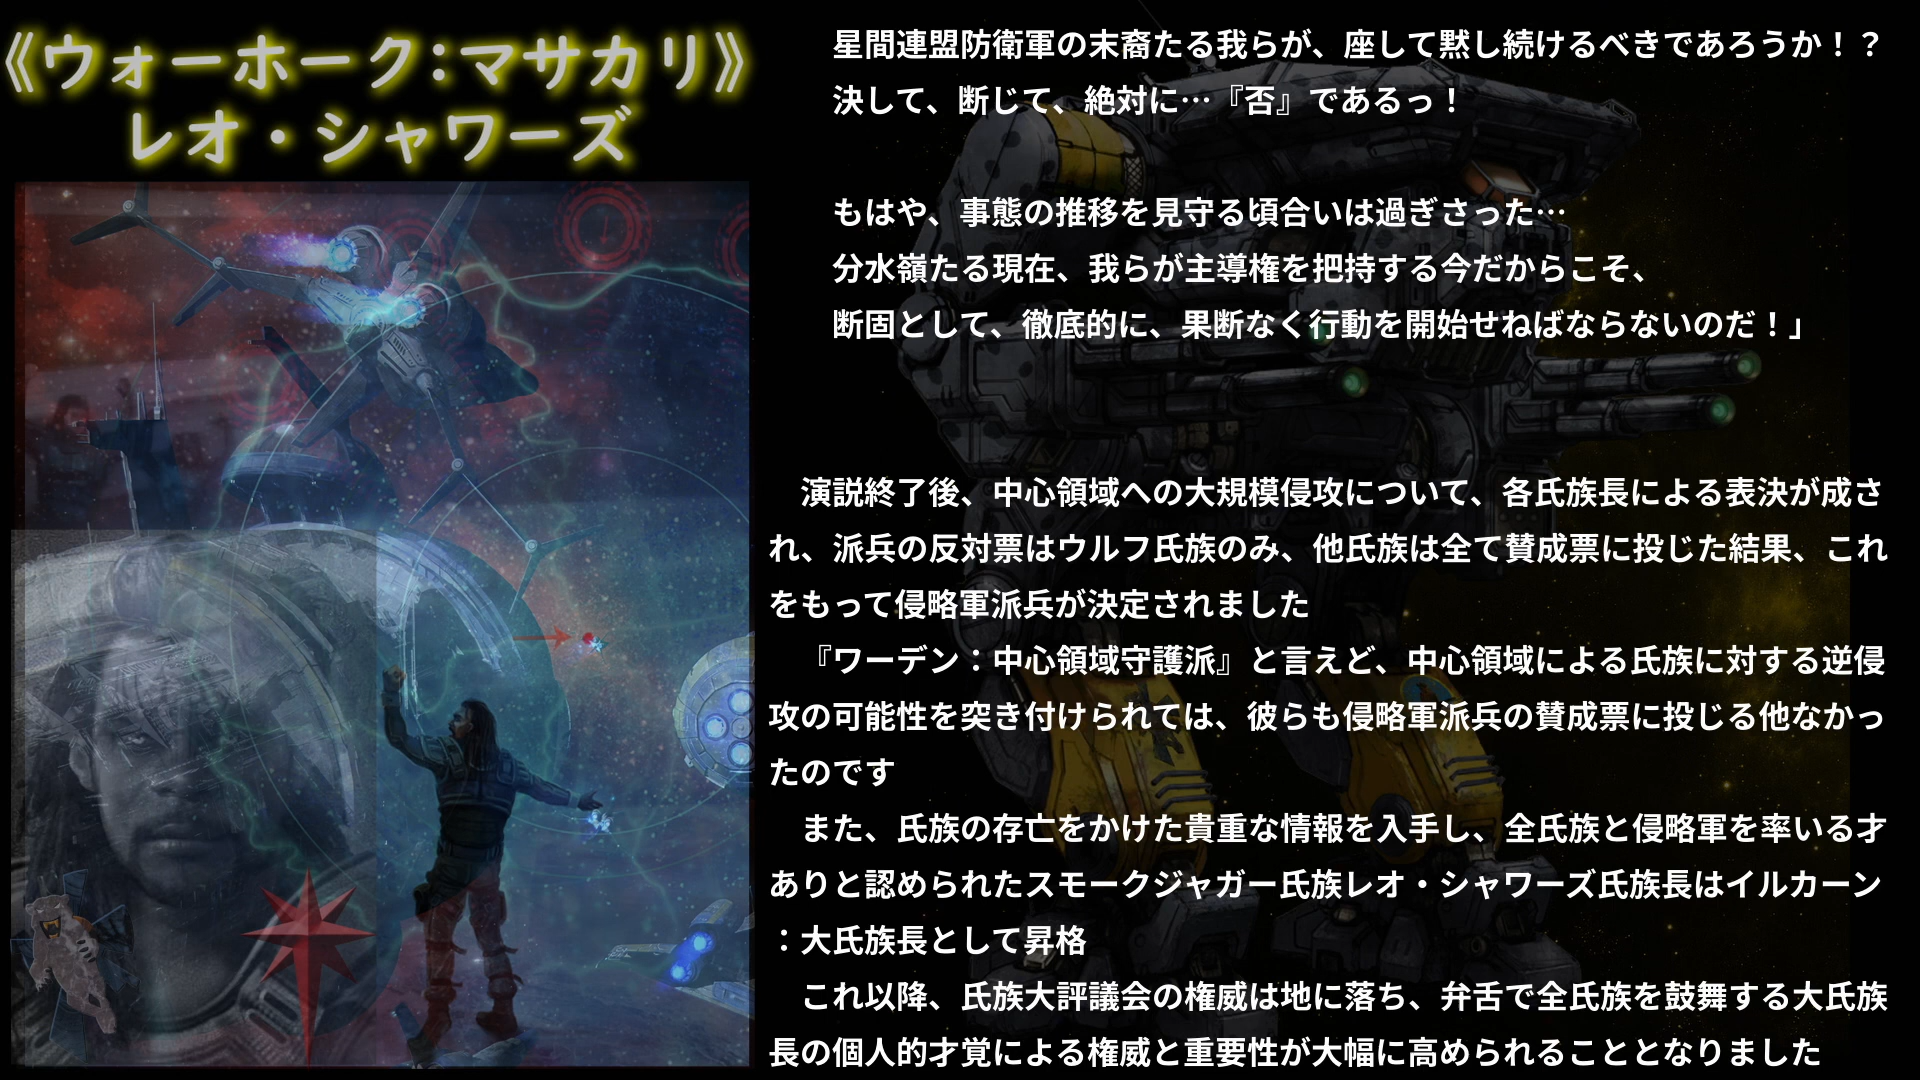 《ウォーホーク:マサカリ》
レオ・シャワーズ
星間連盟防衛軍の末裔たる我らが、座して黙し続けるべきであろうか！？
決して、断じて、絶対に…『否』であるっ！
もはや、事態の推移を見守る頃合いは過ぎさった…
分水嶺たる現在、我らが主導権を把持する今だからこそ、
断固として、徹底的に、果断なく行動を開始せねばならないのだ！」
演説終了後、中心領域への大規模侵攻について、各氏族長による表決が成さ
れ、派兵の反対票はウルフ氏族のみ、他氏族は全て賛成票に投じた結果、これ
をもって侵略軍派兵が決定されました
『ワーデン：中心領域守護派』と言えど、中心領域による氏族に対する逆侵
攻の可能性を突き付けられては、彼らも侵略軍派兵の賛成票に投じる他なかっ
たのです
また、氏族の存亡をかけた貴重な情報を入手し、全氏族と侵略軍を率いる才
ありと認められたスモークジャガー氏族レオ・シャワーズ氏族長はイルカーン
：大氏族長として昇格
これ以降、氏族大評議会の権威は地に落ち、弁舌で全氏族を鼓舞する大氏族
長の個人的才覚による権威と重要性が大幅に高められることとなりました